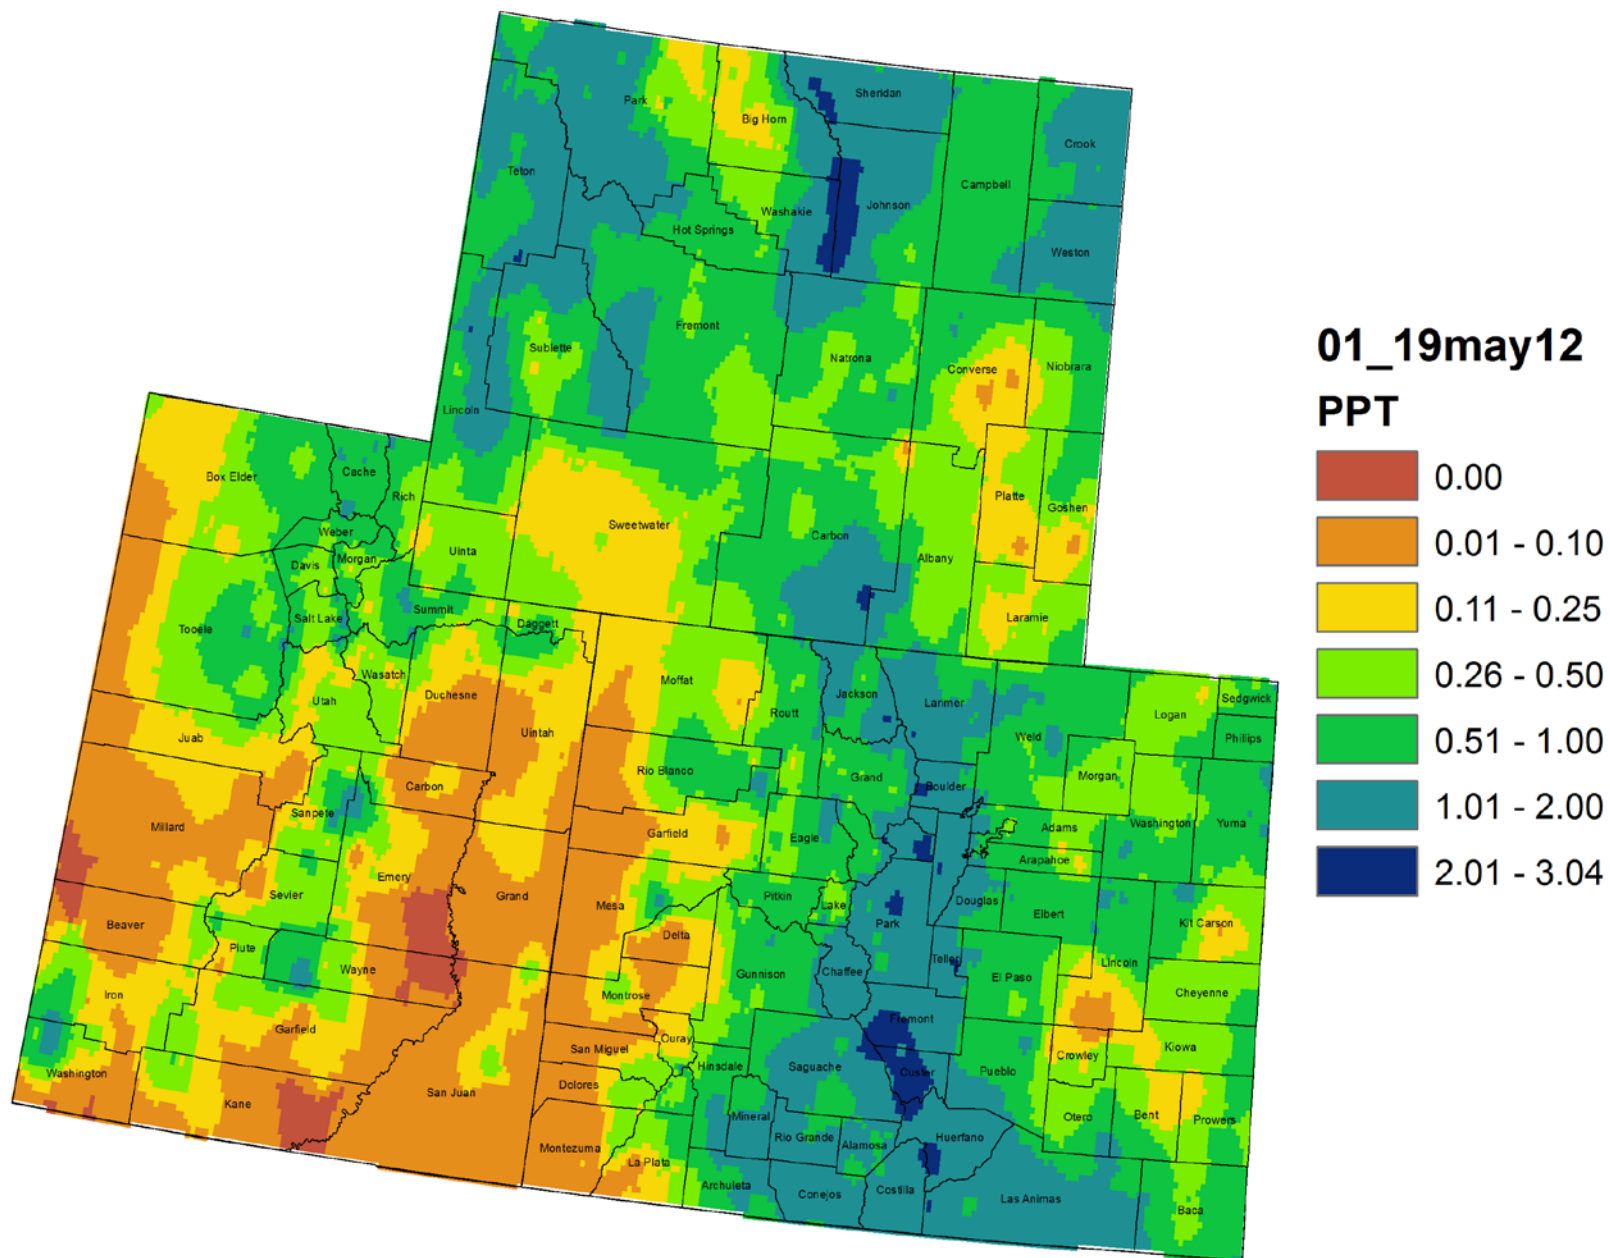 Sheridan
Park
Big Horn
Crook
Teton
Campbell
Johnson
Washakie
Hot Springs
Weston
Fremont
Sublette
Natrona
Converse
Niobrara
Lincoln
Cache
Box Elder
Rich
Platte
Goshen
Sweetwater
Weber
Carbon
Uinta
Morgan
Davis
Albany
Summit
Salt Lake
Daggett
Laramie
Tooele
Wasatch
Moffat
Duchesne
Jackson
Utah
Larimer
Sedgwick
Routt
Logan
Uintah
Juab
Weld
Phillips
Rio Blanco
Grand
Morgan
Carbon
Boulder
Sanpete
Millard
Garfield
Eagle
Adams
Washington
Yuma
Arapahoe
Emery
Sevier
Grand
Mesa
Pitkin
Lake
Douglas
Elbert
Beaver
Park
Kit Carson
Delta
Piute
Teller
Lincoln
Wayne
Gunnison
Chaffee
El Paso
Iron
Montrose
Cheyenne
Garfield
Fremont
Ouray
San Miguel
Crowley
Kiowa
Washington
Hinsdale
Saguache
Custer
Pueblo
Dolores
San Juan
Kane
Mineral
Otero
Bent
Prowers
Rio Grande
Alamosa
Huerfano
Montezuma
La Plata
Archuleta
Conejos
Costilla
Las Animas
Baca
01_19may12
PPT
0.00
0.01 - 0.10
0.11 - 0.25
0.26 - 0.50
0.51 - 1.00
1.01 - 2.00
2.01 - 3.04